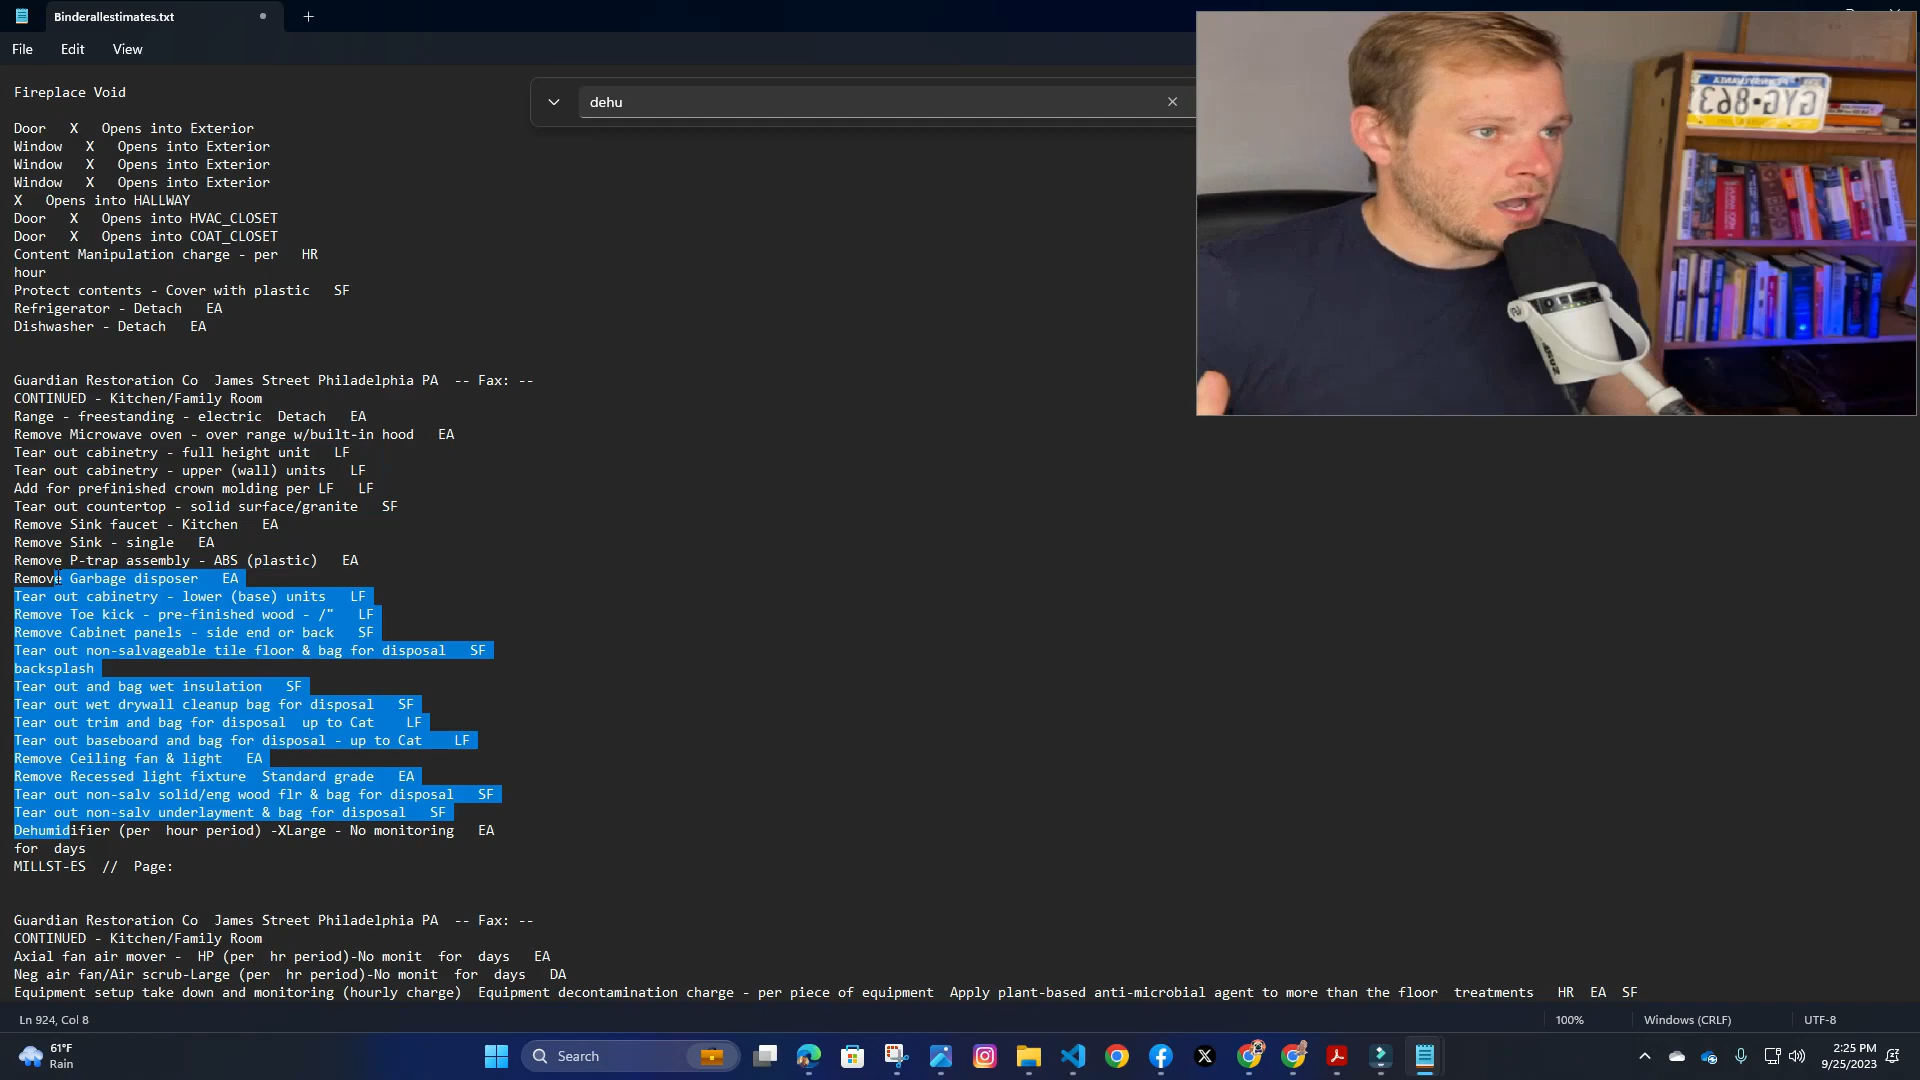 Binderallestimates.txt
File Edit View
dehu
Fireplace Void
Door X Opens into Exterior
Window X Opens into Exterior
Window X Opens into Exterior
Window X Opens into Exterior
X Opens into HALLWAY
Door X Opens into HVAC_CLOSET
Door X Opens into COAT_CLOSET
Content Manipulation charge - per HR
hour
Protect contents - Cover with plastic SF
Refrigerator - Detach EA
Dishwasher - Detach EA
Guardian Restoration Co James Street Philadelphia PA -- Fax: --
CONTINUED - Kitchen/Family Room
Range - freestanding - electric Detach EA
Remove Microwave oven - over range w/built-in hood EA
Tear out cabinetry - full height unit LF
Tear out cabinetry - upper (wall) units LF
Add for prefinished crown molding per LF LF
Tear out countertop - solid surface/granite SF
Remove Sink faucet - Kitchen EA
Remove Sink - single EA
Remove P-trap assembly - ABS (plastic) EA
Remove Garbage disposer EA
Tear out cabinetry - lower (base) units LF
Remove Toe kick - pre-finished wood - /" LF
Remove Cabinet panels - side end or back SF
Tear out non-salvageable tile floor & bag for disposal SF
backsplash
Tear out and bag wet insulation SF
Tear out wet drywall cleanup bag for disposal SF
Tear out trim and bag for disposal up to Cat LF
Tear out baseboard and bag for disposal - up to Cat LF
Remove Ceiling fan & light EA
Remove Recessed light fixture Standard grade EA
Tear out non-salv solid/eng wood flr & bag for disposal SF
Tear out non-salv underlayment & bag for disposal SF
Dehumidifier (per hour period) -XLarge - No monitoring EA
for days
MILLST-ES // Page:
Guardian Restoration Co James Street Philadelphia PA -- Fax: --
CONTINUED - Kitchen/Family Room
Axial fan air mover - HP (per hr period)-No monit for days EA
Neg air fan/Air scrub-Large (per hr period)-No monit for days DA
Equipment setup take down and monitoring (hourly charge) Equipment decontamination charge - per piece of equipment Apply plant-based anti-microbial agent to more than the floor treatments HR EA SF
Ln 924, Col 8
100%
Windows (CRLF)
UTF-8
61°F
Rain
Search
2:25 PM
9/25/2023